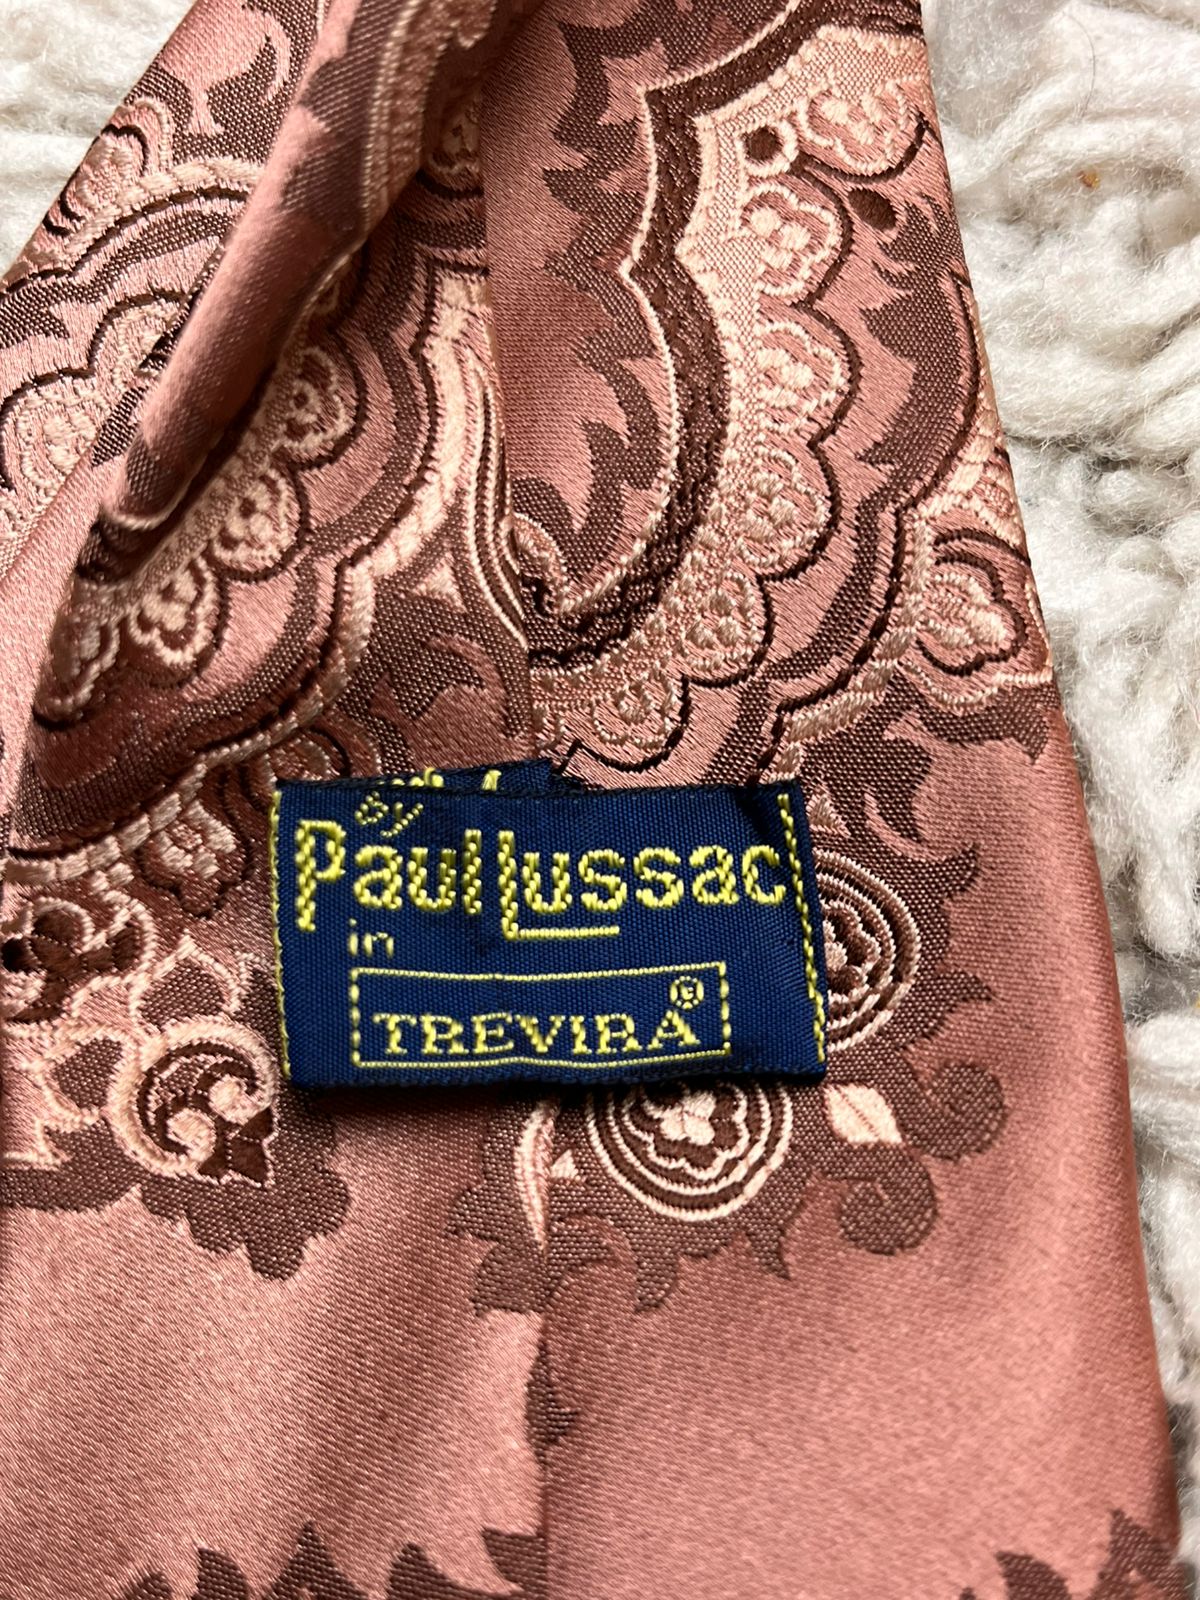 By
Paul Lussac
in
TREVIRA ®